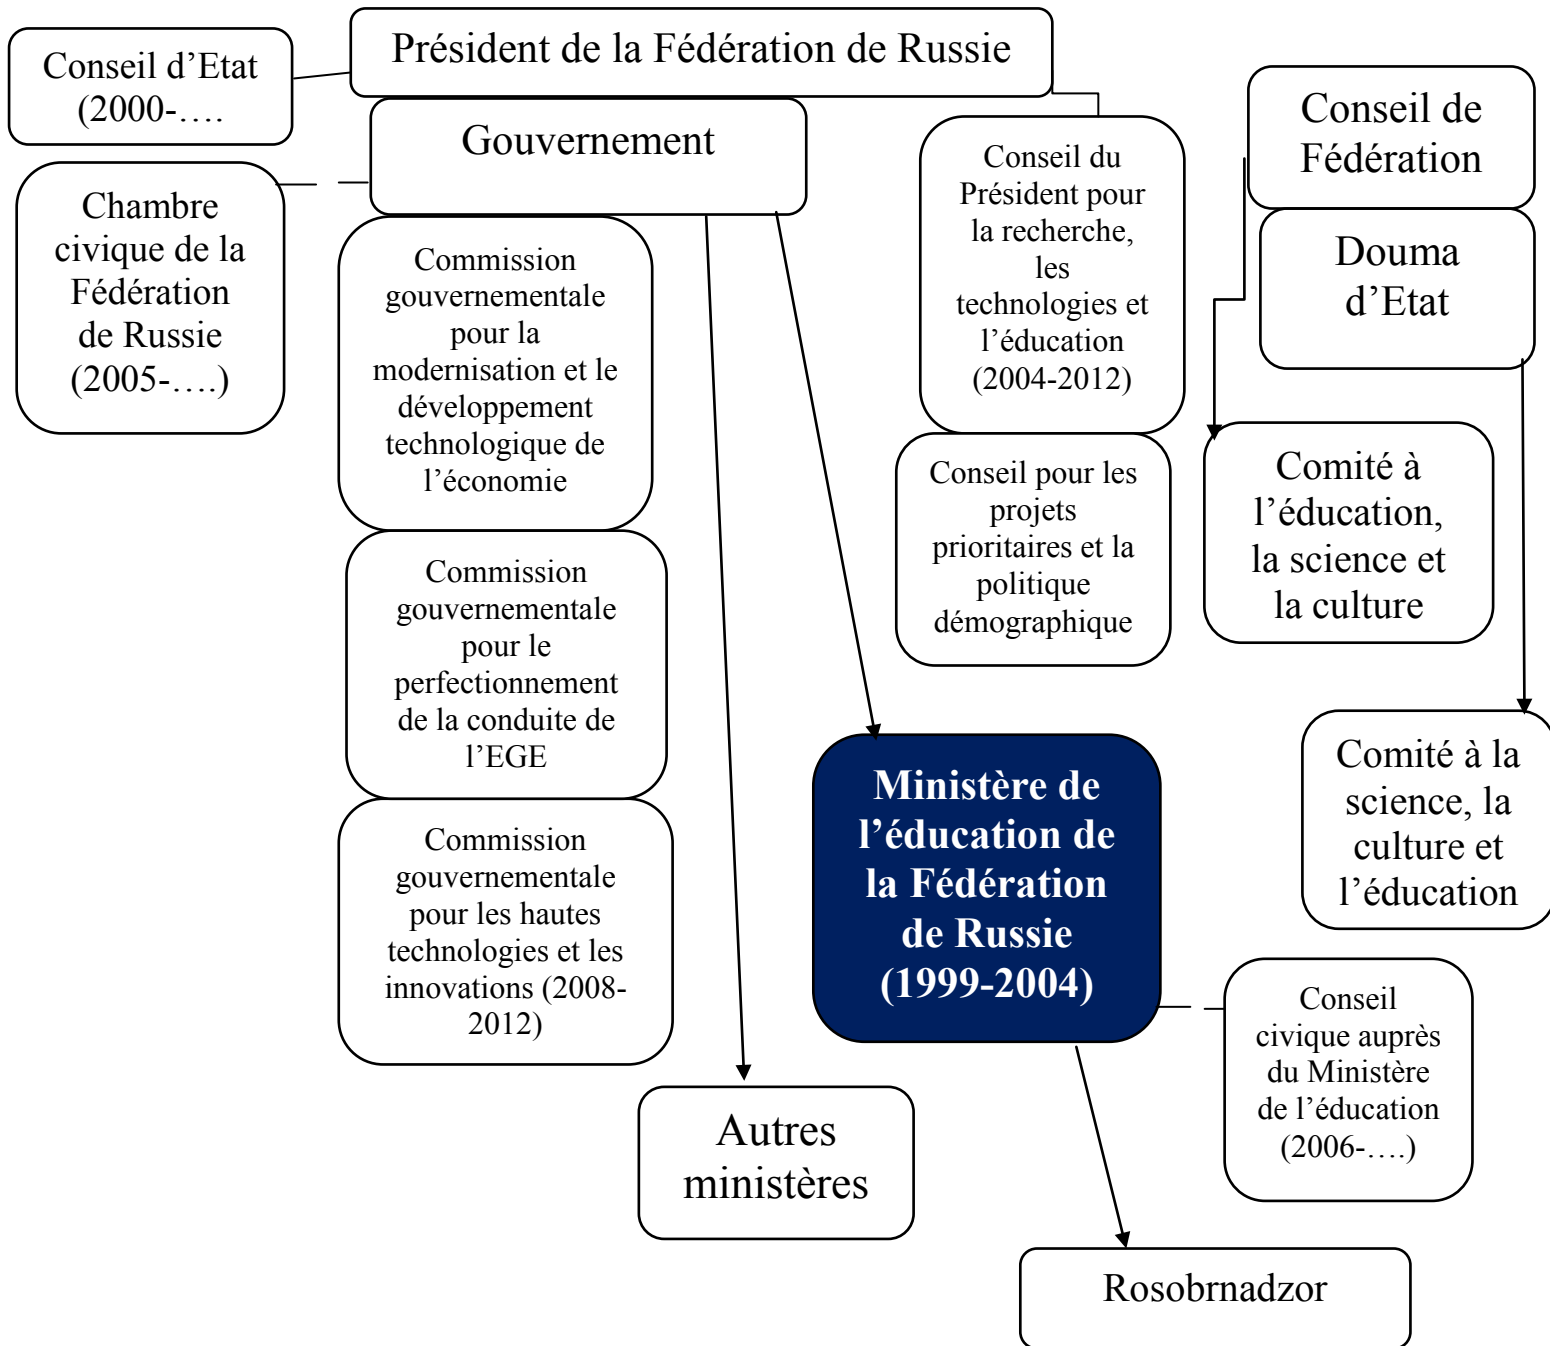 Président de la Fédération de Russie
Conseil d’Etat
(2000-….
Gouvernement
Chambre
civique de la
Fédération
de Russie
(2005-….)
Commission
gouvernementale
pour la
modernisation et le
développement
technologique de
l’économie
Commission
gouvernementale
pour le
perfectionnement
de la conduite de
l’EGE
Commission
gouvernementale
pour les hautes
technologies et les
innovations (2008-
2012)
Conseil du
Président pour
la recherche,
les
technologies et
l’éducation
(2004-2012)
Conseil pour les
projets
prioritaires et la
politique
démographique
Conseil de
Fédération
Douma
d’Etat
Comité à
l’éducation,
la science et
la culture
Comité à la
science, la
culture et
l’éducation
Ministère de
l’éducation de
la Fédération
de Russie
(1999-2004)
Conseil
civique auprès
du Ministère
de l’éducation
(2006-….)
Autres
ministères
Rosobrnadzor